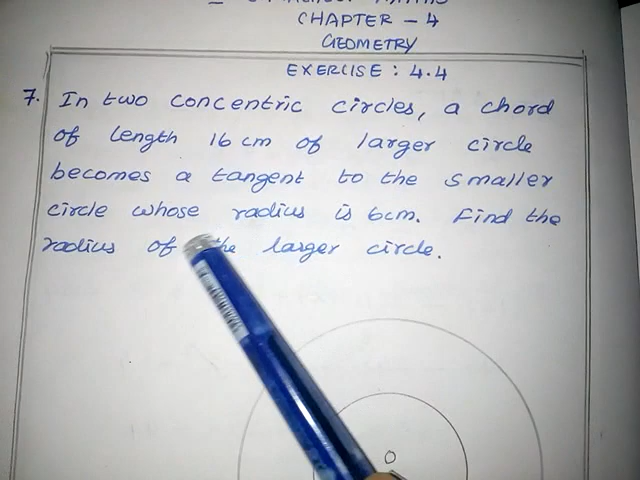 CHAPTER - 4
GEOMETRY
EXERCISE : 4.4
7. In two concentric circles, a chord
of length 16 cm of larger circle
becomes a tangent to the smaller
circle whose radius is 6cm. Find the
radius of the larger circle.
O